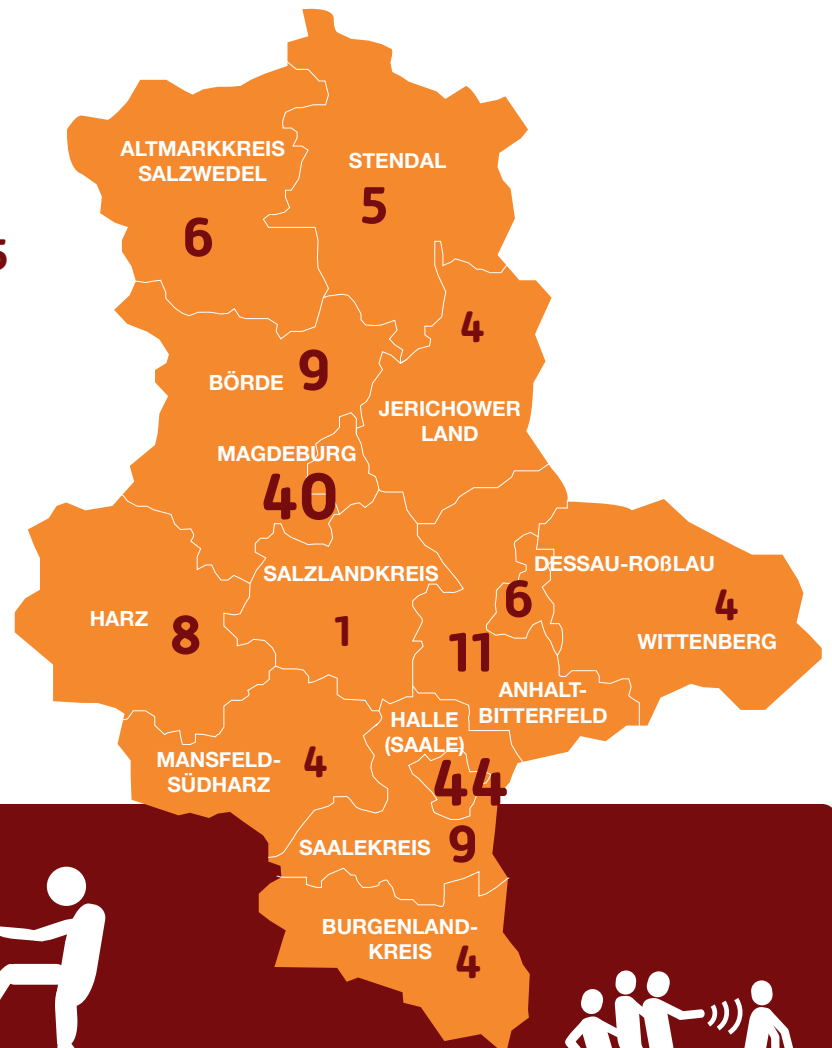 ALTMARKKREIS
SALZWEDEL
6
STENDAL
5
4
JERICHOWER
LAND
BÖRDE 9
MAGDEBURG
40
SALZLANDKREIS
1
HARZ 8
DESSAU-ROßLAU
6
4
WITTENBERG
11
ANHALT-
BITTERFELD
HALLE
(SAALE)
44
MANSFELD-
SÜDHARZ
4
SAALEKREIS 9
BURGENLAND-
KREIS
4